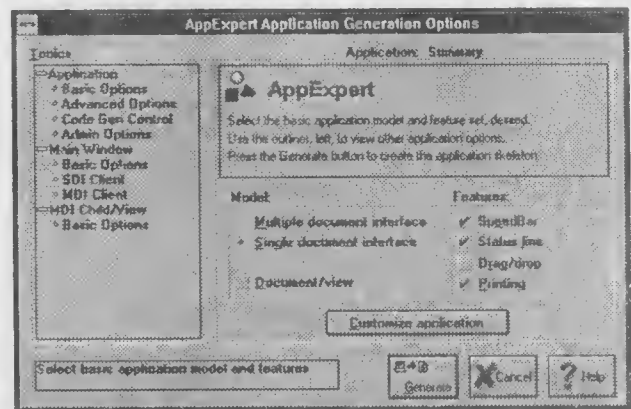 AppExpert Application Generation Options
Topics
Application
Basic Options
Advanced Options
Code Gen Control
Admin Options
Main Window
Basic Options
SDI Client
MDI Client
MDI Child/View
Basic Options
Application: Summary
AppExpert
Select the basic application model and feature set, desired.
Use the outliner, left, to view other application options.
Press the Generate button to create the application skeleton.
Model:
Multiple document interface
Single document interface
Document/view
Features:
SpeedBar
Status line
Drag/drop
Printing
Customize application
Select basic application model and features
Generate
Cancel
? Help